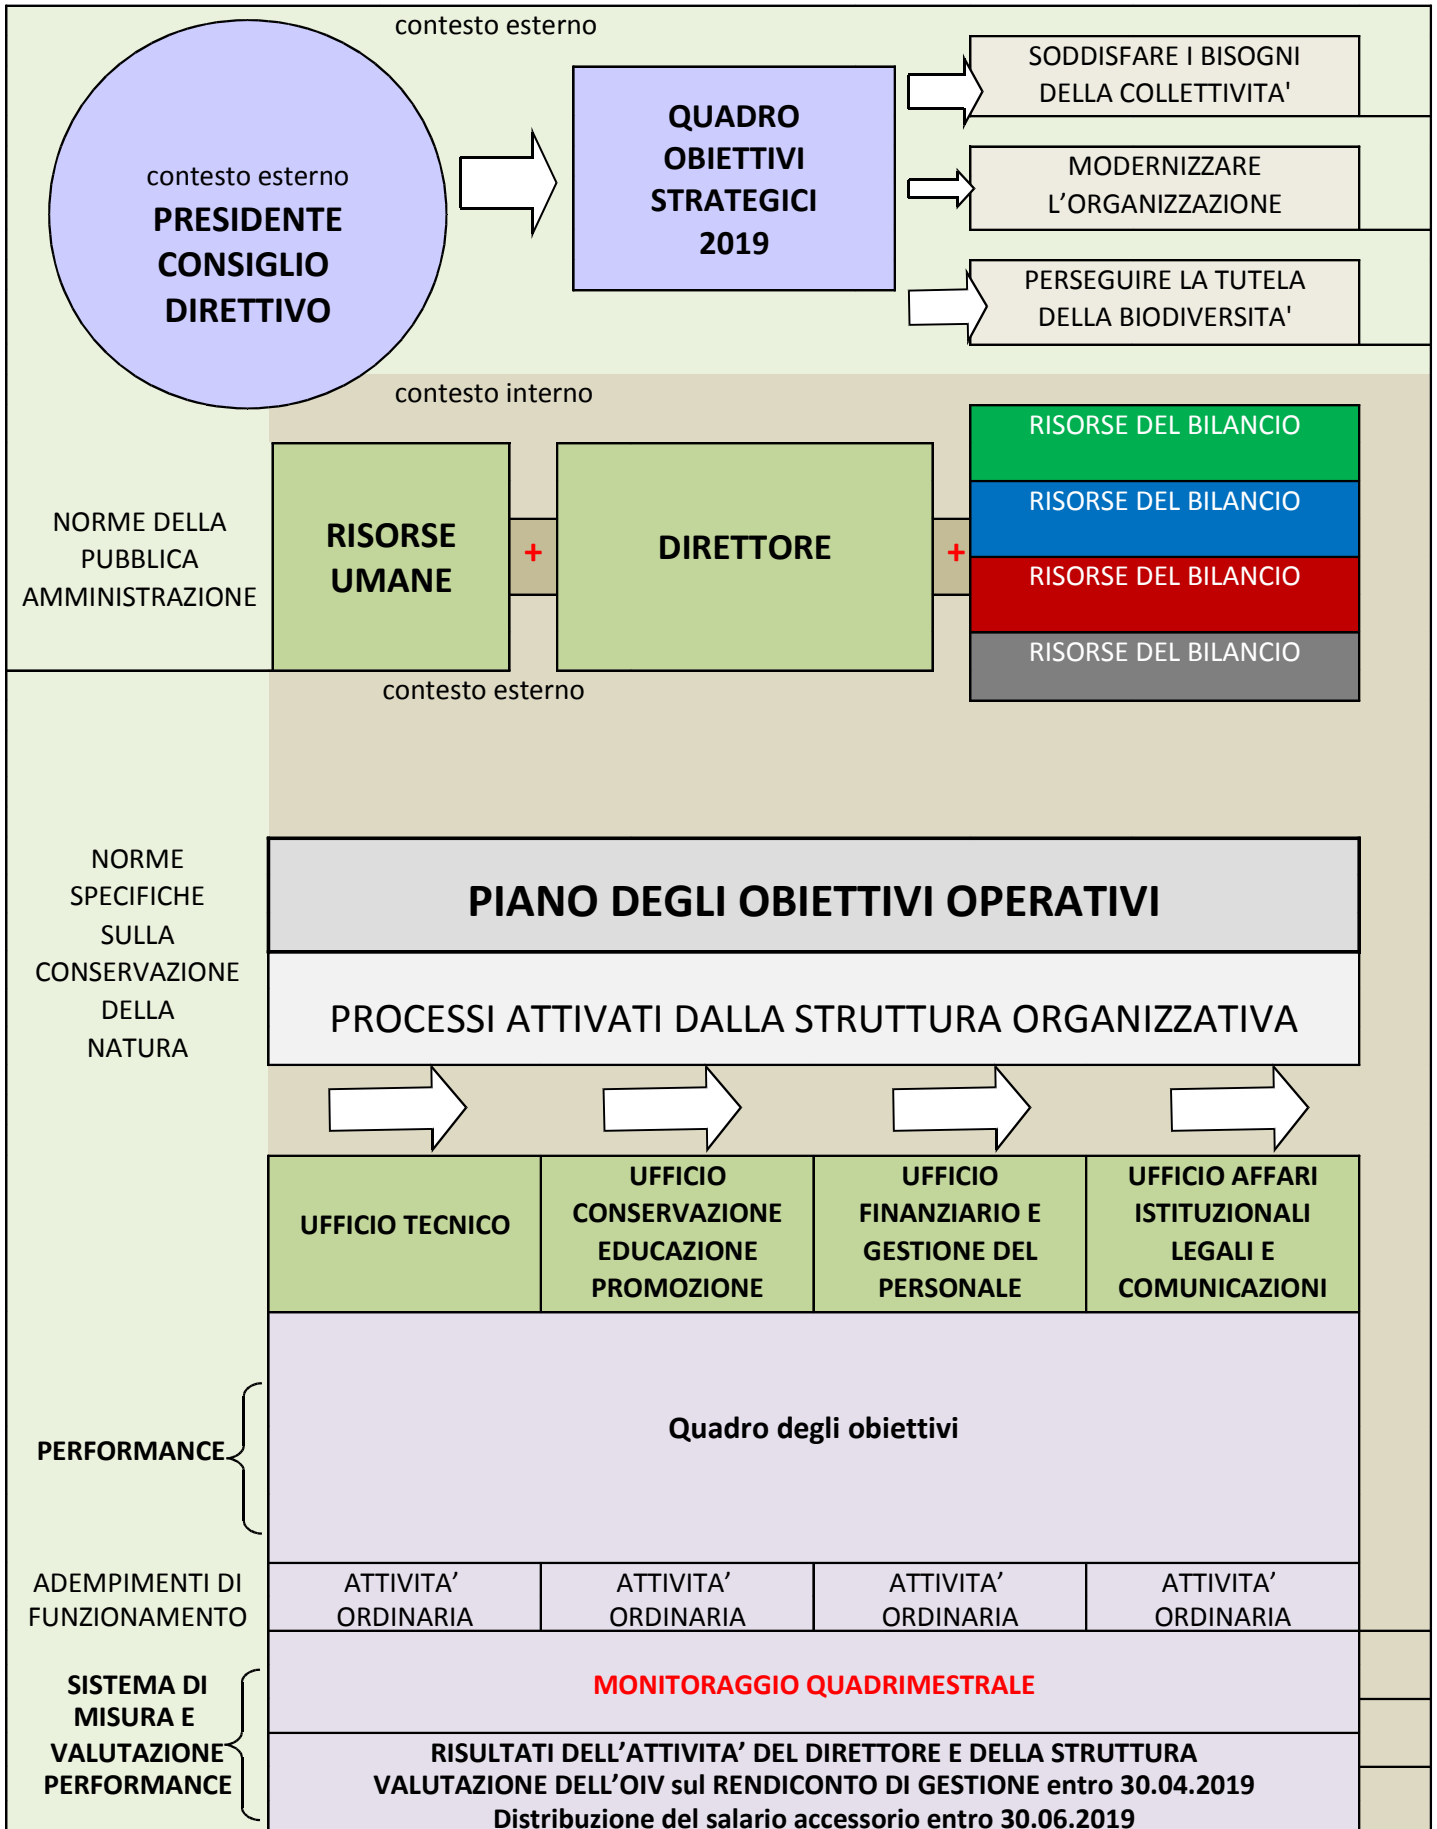 contesto esterno
contesto esterno
PRESIDENTE
CONSIGLIO
DIRETTIVO
QUADRO
OBIETTIVI
STRATEGICI
2019
SODDISFARE I BISOGNI
DELLA COLLETTIVITA'
MODERNIZZARE
L’ORGANIZZAZIONE
PERSEGUIRE LA TUTELA
DELLA BIODIVERSITA'
contesto interno
NORME DELLA
PUBBLICA
AMMINISTRAZIONE
RISORSE
UMANE
+
DIRETTORE
+
RISORSE DEL BILANCIO
RISORSE DEL BILANCIO
RISORSE DEL BILANCIO
RISORSE DEL BILANCIO
contesto esterno
NORME
SPECIFICHE
SULLA
CONSERVAZIONE
DELLA
NATURA
PIANO DEGLI OBIETTIVI OPERATIVI
PROCESSI ATTIVATI DALLA STRUTTURA ORGANIZZATIVA
UFFICIO TECNICO
UFFICIO
CONSERVAZIONE
EDUCAZIONE
PROMOZIONE
UFFICIO
FINANZIARIO E
GESTIONE DEL
PERSONALE
UFFICIO AFFARI
ISTITUZIONALI
LEGALI E
COMUNICAZIONI
PERFORMANCE
Quadro degli obiettivi
ADEMPIMENTI DI
FUNZIONAMENTO
ATTIVITA’
ORDINARIA
ATTIVITA’
ORDINARIA
ATTIVITA’
ORDINARIA
ATTIVITA’
ORDINARIA
SISTEMA DI
MISURA E
VALUTAZIONE
PERFORMANCE
MONITORAGGIO QUADRIMESTRALE
RISULTATI DELL’ATTIVITA’ DEL DIRETTORE E DELLA STRUTTURA
VALUTAZIONE DELL’OIV sul RENDICONTO DI GESTIONE entro 30.04.2019
Distribuzione del salario accessorio entro 30.06.2019